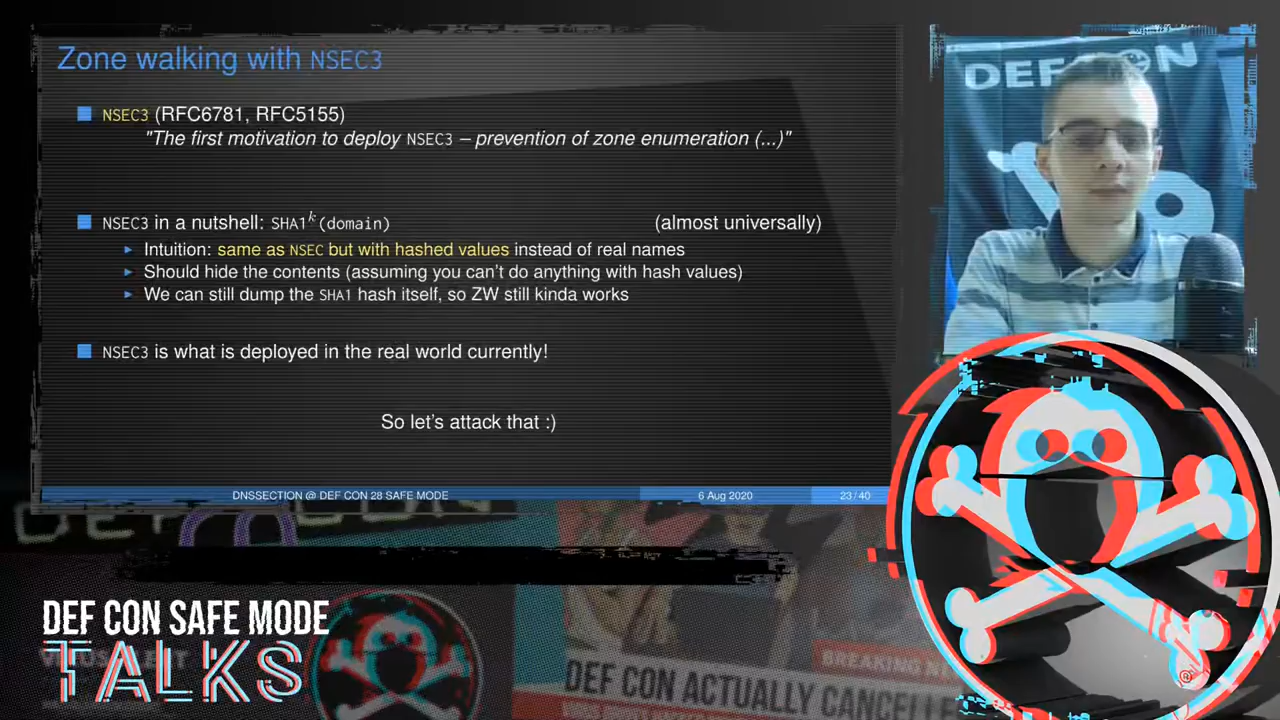 Zone walking with NSEC3
NSEC3 (RFC6781, RFC5155)
"The first motivation to deploy NSEC3 – prevention of zone enumeration (...)"
NSEC3 in a nutshell: SHA1ᵏ(domain) (almost universally)
Intuition: same as NSEC but with hashed values instead of real names
Should hide the contents (assuming you can't do anything with hash values)
We can still dump the SHA1 hash itself, so ZW still kinda works
NSEC3 is what is deployed in the real world currently!
So let's attack that :)
DNSSECTION @ DEF CON 28 SAFE MODE 6 Aug 2020 23 / 40
DEF CON
DEF CON
BREAKING
DEF CON ACTUALLY
DEF CON SAFE MODE
TALKS
®